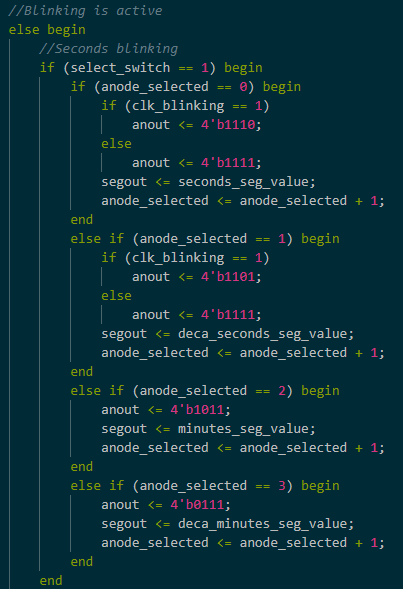 //Blinking is active
else begin
    //Seconds blinking
    if (select_switch == 1) begin
        if (anode_selected == 0) begin
            if (clk_blinking == 1)
                anout <= 4'b1110;
            else
                anout <= 4'b1111;
            segout <= seconds_seg_value;
            anode_selected <= anode_selected + 1;
        end
        else if (anode_selected == 1) begin
            if (clk_blinking == 1)
                anout <= 4'b1101;
            else
                anout <= 4'b1111;
            segout <= deca_seconds_seg_value;
            anode_selected <= anode_selected + 1;
        end
        else if (anode_selected == 2) begin
            anout <= 4'b1011;
            segout <= minutes_seg_value;
            anode_selected <= anode_selected + 1;
        end
        else if (anode_selected == 3) begin
            anout <= 4'b0111;
            segout <= deca_minutes_seg_value;
            anode_selected <= anode_selected + 1;
        end
    end